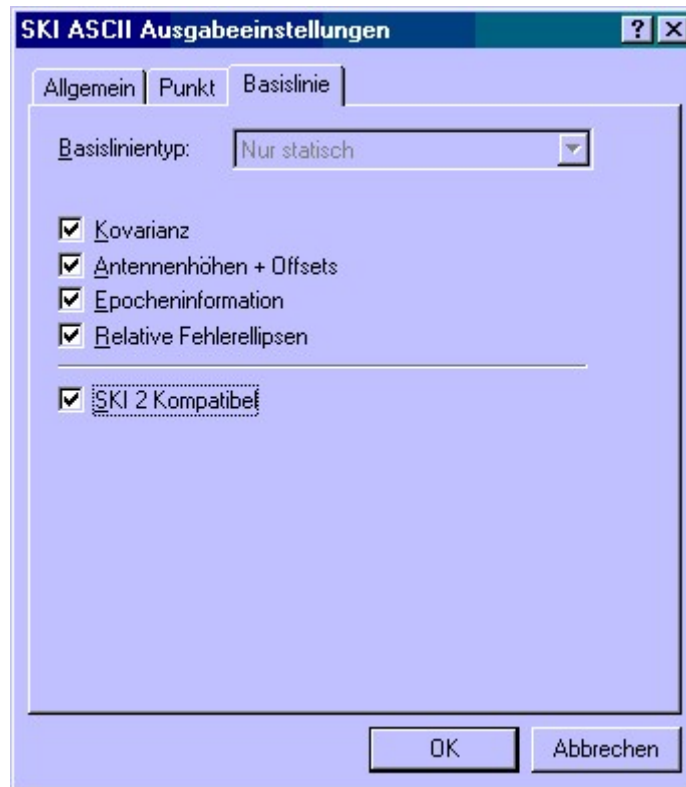 SKI ASCII Ausgabeeinstellungen
Allgemein Punkt Basislinie
Basislinientyp: Nur statisch
Kovarianz
Antennenhöhen + Offsets
Epocheninformation
Relative Fehlerellipsen
SKI 2 Kompatibel
OK Abbrechen